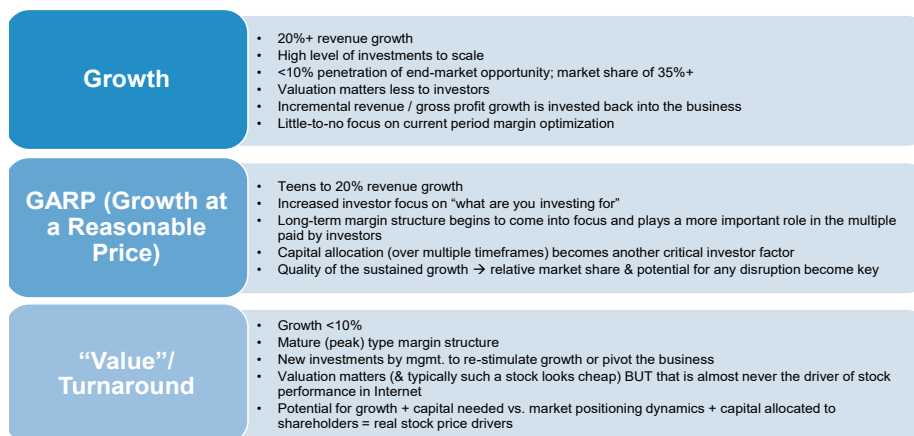 Growth
• 20%+ revenue growth
• High level of investments to scale
• <10% penetration of end-market opportunity; market share of 35%+
• Valuation matters less to investors
• Incremental revenue / gross profit growth is invested back into the business
• Little-to-no focus on current period margin optimization
GARP (Growth at
a Reasonable
Price)
• Teens to 20% revenue growth
• Increased investor focus on “what are you investing for”
• Long-term margin structure begins to come into focus and plays a more important role in the multiple
paid by investors
• Capital allocation (over multiple timeframes) becomes another critical investor factor
• Quality of the sustained growth → relative market share & potential for any disruption become key
“Value”/
Turnaround
• Growth <10%
• Mature (peak) type margin structure
• New investments by mgmt. to re-stimulate growth or pivot the business
• Valuation matters (& typically such a stock looks cheap) BUT that is almost never the driver of stock
performance in Internet
• Potential for growth + capital needed vs. market positioning dynamics + capital allocated to
shareholders = real stock price drivers